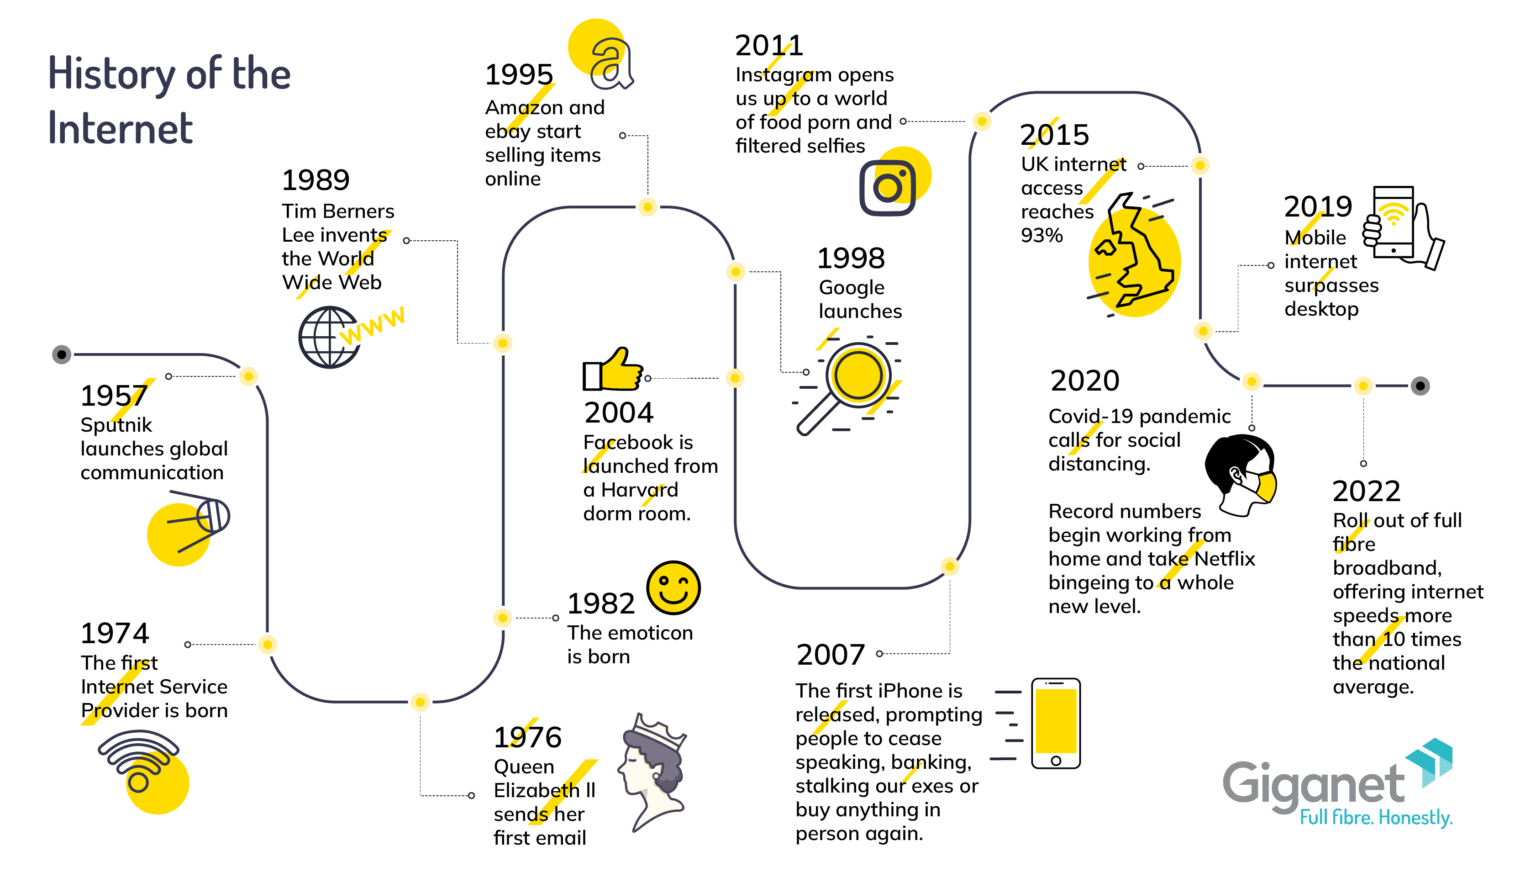 History of the
Internet
1957
Sputnik
launches global
communication
1974
The first
Internet Service
Provider is born
1976
Queen
Elizabeth II
sends her
first email
1982
The emoticon
is born
1989
Tim Berners
Lee invents
the World
Wide Web
www
1995
Amazon and
ebay start
selling items
online
a
1998
Google
launches
2004
Facebook is
launched from
a Harvard
dorm room.
2007
The first iPhone is
released, prompting
people to cease
speaking, banking,
stalking our exes or
buy anything in
person again.
2011
Instagram opens
us up to a world
of food porn and
filtered selfies
2015
UK internet
access
reaches
93%
2019
Mobile
internet
surpasses
desktop
2020
Covid-19 pandemic
calls for social
distancing.
Record numbers
begin working from
home and take Netflix
bingeing to a whole
new level.
2022
Roll out of full
fibre
broadband,
offering internet
speeds more
than 10 times
the national
average.
Giganet
Full fibre. Honestly.